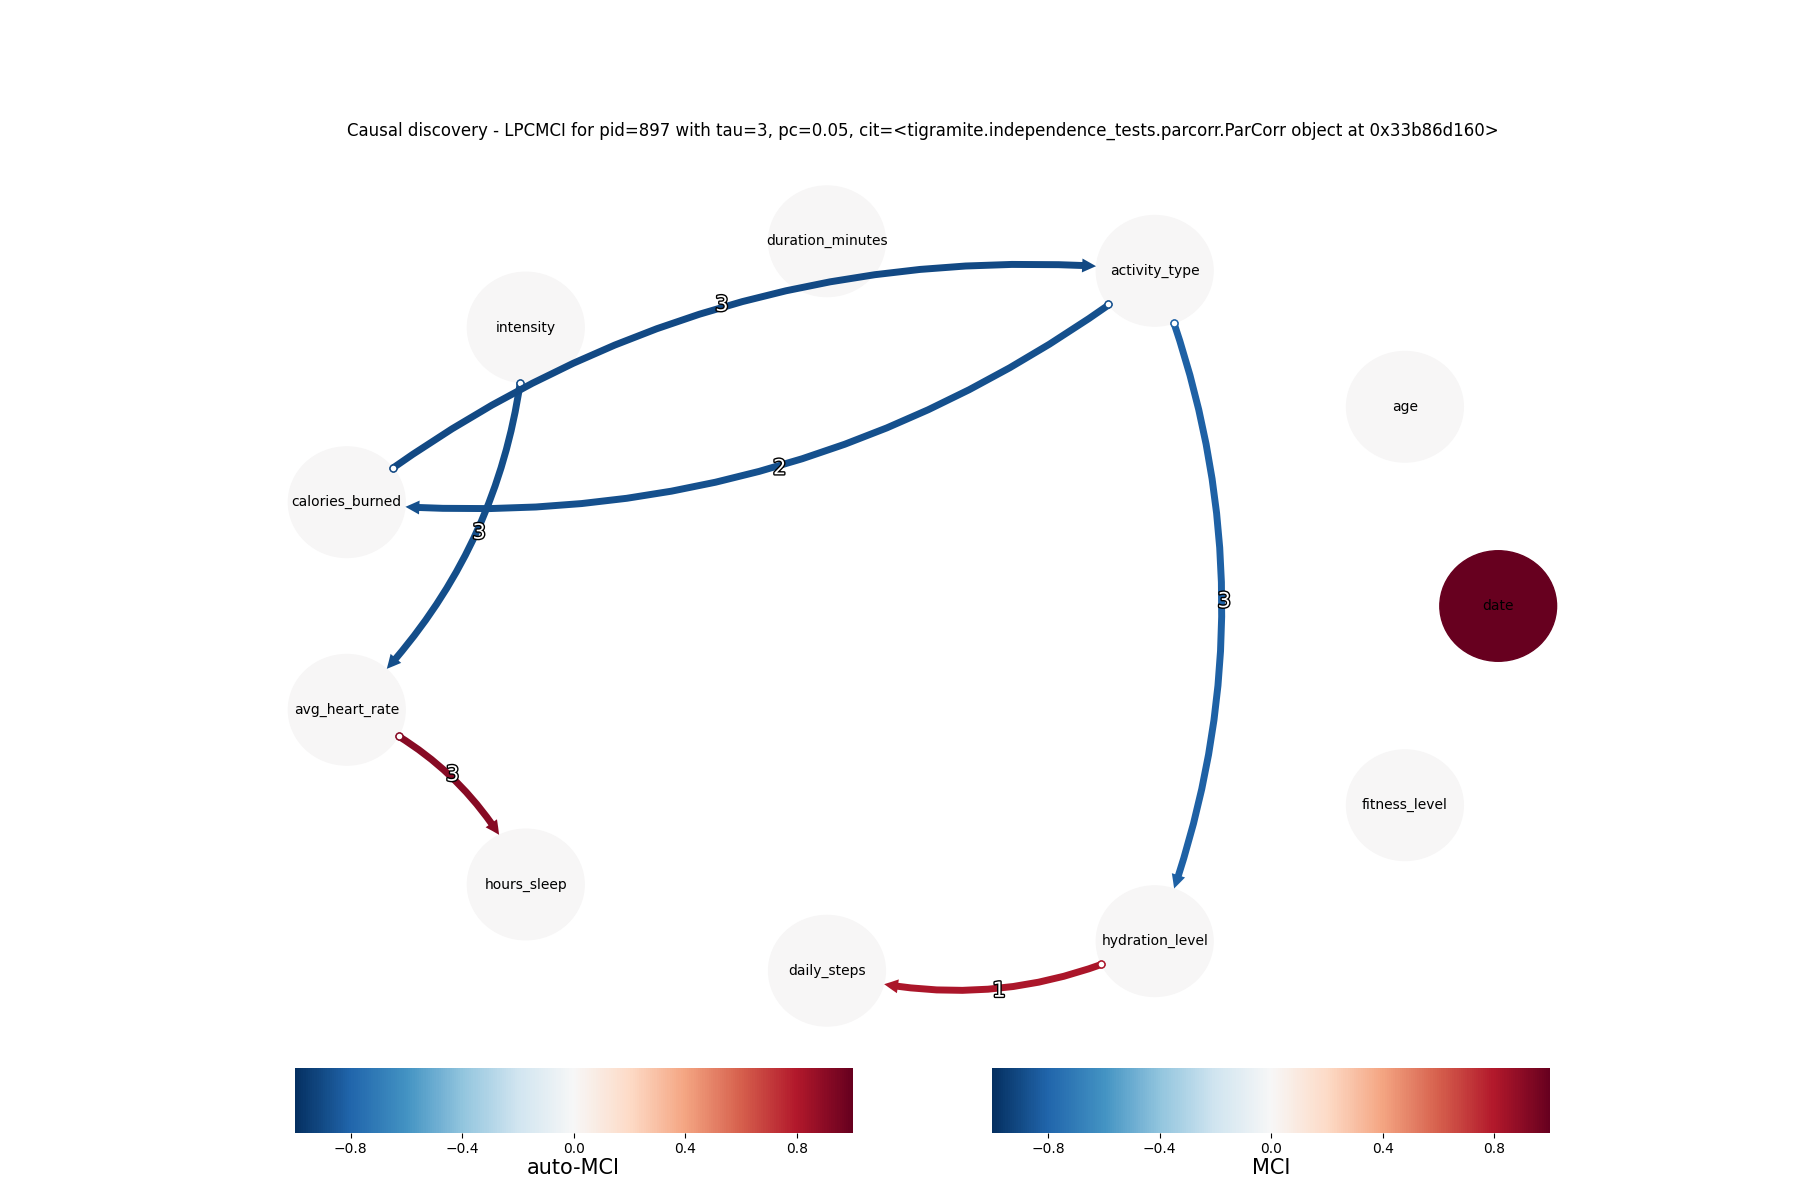 Causal discovery - LPCMCI for pid=897 with tau=3, pc=0.05, cit=<tigramite.independence_tests.parcorr.ParCorr object at 0x33b86d160>
duration_minutes
activity_type
3
intensity
age
2
calories_burned
3
3
date
avg_heart_rate
3
fitness_level
hours_sleep
hydration_level
daily_steps
1
−0.8 −0.4 0.0 0.4 0.8
auto-MCI
−0.8 −0.4 0.0 0.4 0.8
MCI